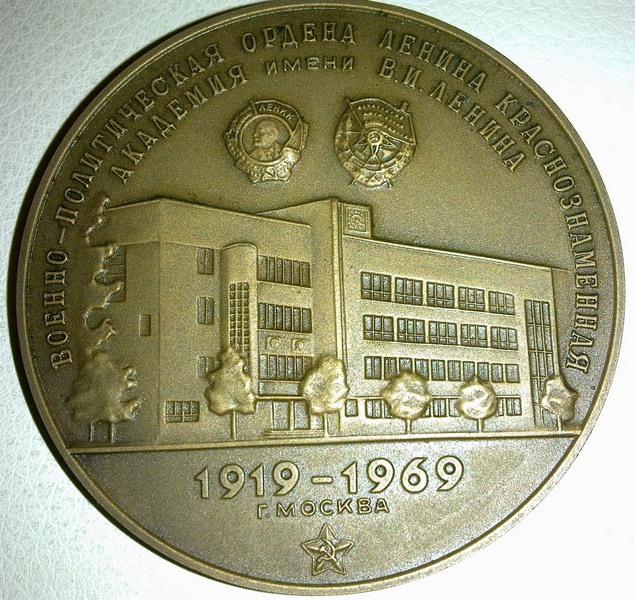 ВОЕННО-ПОЛИТИЧЕСКАЯ ОРДЕНА ЛЕНИНА КРАСНОЗНАМЕННАЯ
АКАДЕМИЯ ИМЕНИ В.И. ЛЕНИНА
ЛЕНИН
1919-1969
Г. МОСКВА